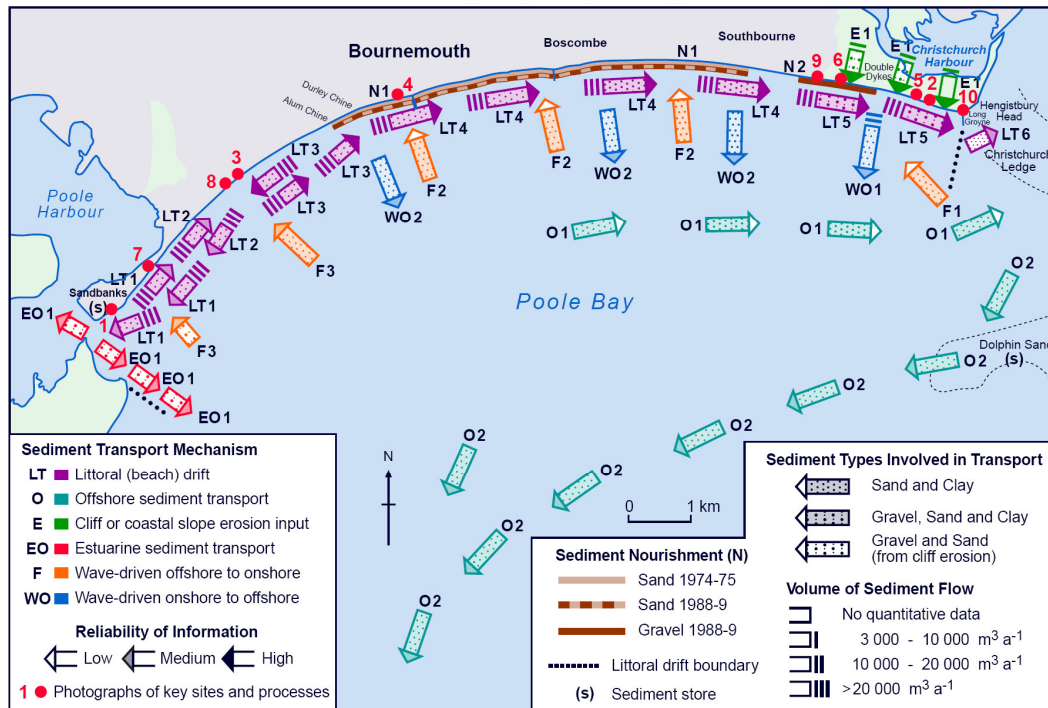 Bournemouth
Boscombe
Southbourne
N1
N2
9
6
E1
E1
Christchurch
Harbour
Double
Dykes
5
2
E1
10
Hengistbury
Head
Long
Groyne
LT6
Christchurch
Ledge
Durley Chine
Alum Chine
N1
4
LT4
LT4
LT4
LT4
LT5
LT5
LT3
LT3
LT3
3
8
F2
WO2
F2
WO2
F2
WO2
WO1
F1
Poole
Harbour
LT2
LT2
7
LT1
LT1
LT1
Sandbanks
(s)
1
F3
F3
EO1
EO1
EO1
EO1
O1
O1
O1
O1
Poole Bay
O2
Dolphin Sand
(s)
O2
O2
O2
O2
O2
O2
O2
N
0 1 km
Sediment Transport Mechanism
LT Littoral (beach) drift
O Offshore sediment transport
E Cliff or coastal slope erosion input
EO Estuarine sediment transport
F Wave-driven offshore to onshore
WO Wave-driven onshore to offshore
Reliability of Information
Low Medium High
1 Photographs of key sites and processes
Sediment Nourishment (N)
Sand 1974-75
Sand 1988-9
Gravel 1988-9
Littoral drift boundary
(s) Sediment store
Sediment Types Involved in Transport
Sand and Clay
Gravel, Sand and Clay
Gravel and Sand
(from cliff erosion)
Volume of Sediment Flow
No quantitative data
3 000 - 10 000 m³ a⁻¹
10 000 - 20 000 m³ a⁻¹
>20 000 m³ a⁻¹